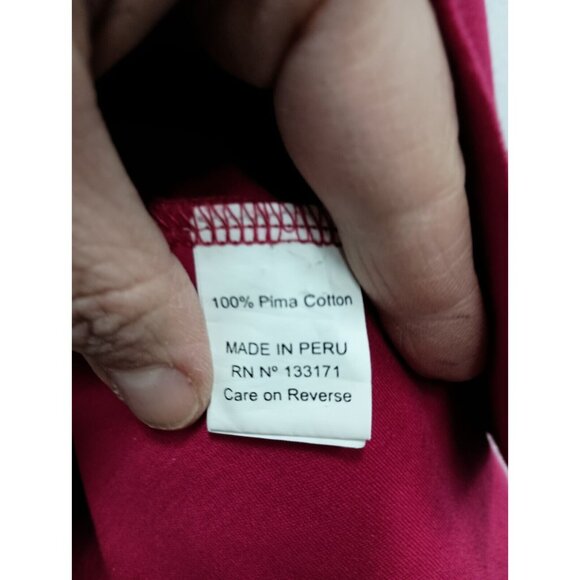 100% Pima Cotton
MADE IN PERU
RN Nº 133171
Care on Reverse